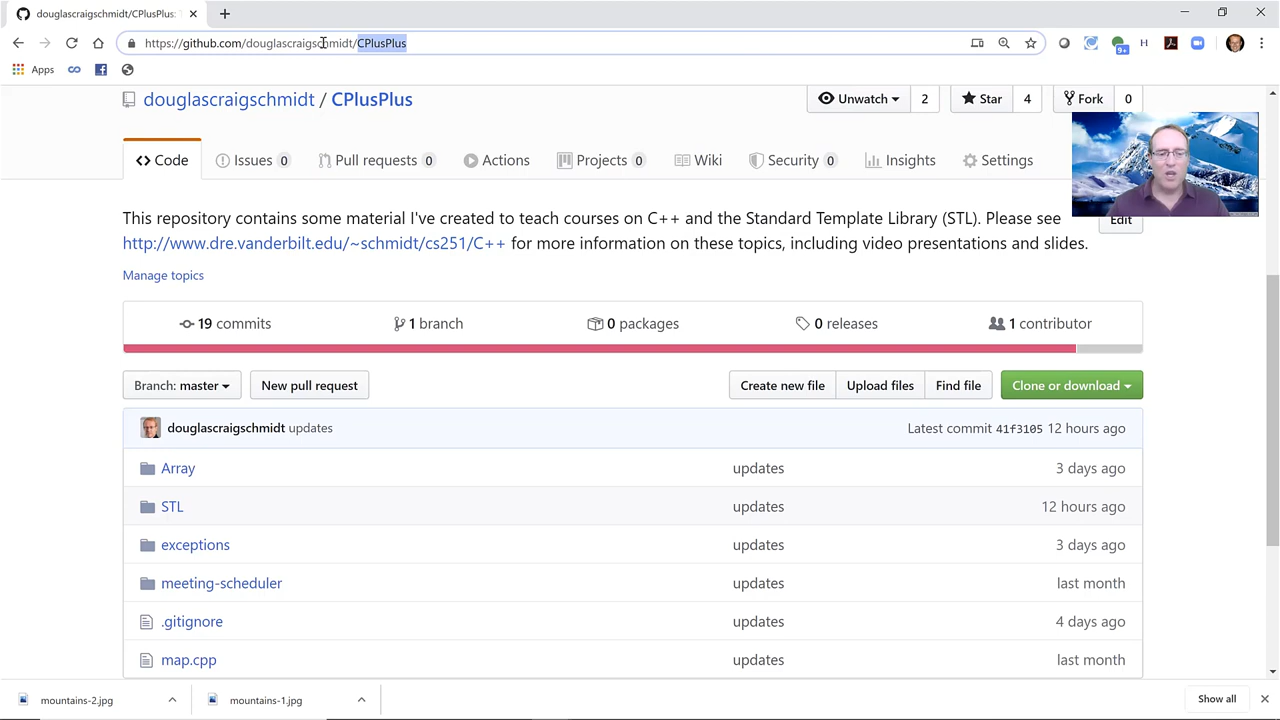 douglascraigschmidt/CPlusPlus:
https://github.com/douglascraigschmidt/CPlusPlus
9+
H
Apps
douglascraigschmidt / CPlusPlus
Unwatch 2
Star 4
Fork 0
Code
Issues 0
Pull requests 0
Actions
Projects 0
Wiki
Security 0
Insights
Settings
This repository contains some material I've created to teach courses on C++ and the Standard Template Library (STL). Please see
http://www.dre.vanderbilt.edu/~schmidt/cs251/C++ for more information on these topics, including video presentations and slides.
Edit
Manage topics
19 commits
1 branch
0 packages
0 releases
1 contributor
Branch: master
New pull request
Create new file
Upload files
Find file
Clone or download
douglascraigschmidt updates
Latest commit 41f3105 12 hours ago
Array updates 3 days ago
STL updates 12 hours ago
exceptions updates 3 days ago
meeting-scheduler updates last month
.gitignore updates 4 days ago
map.cpp updates last month
mountains-2.jpg
mountains-1.jpg
Show all